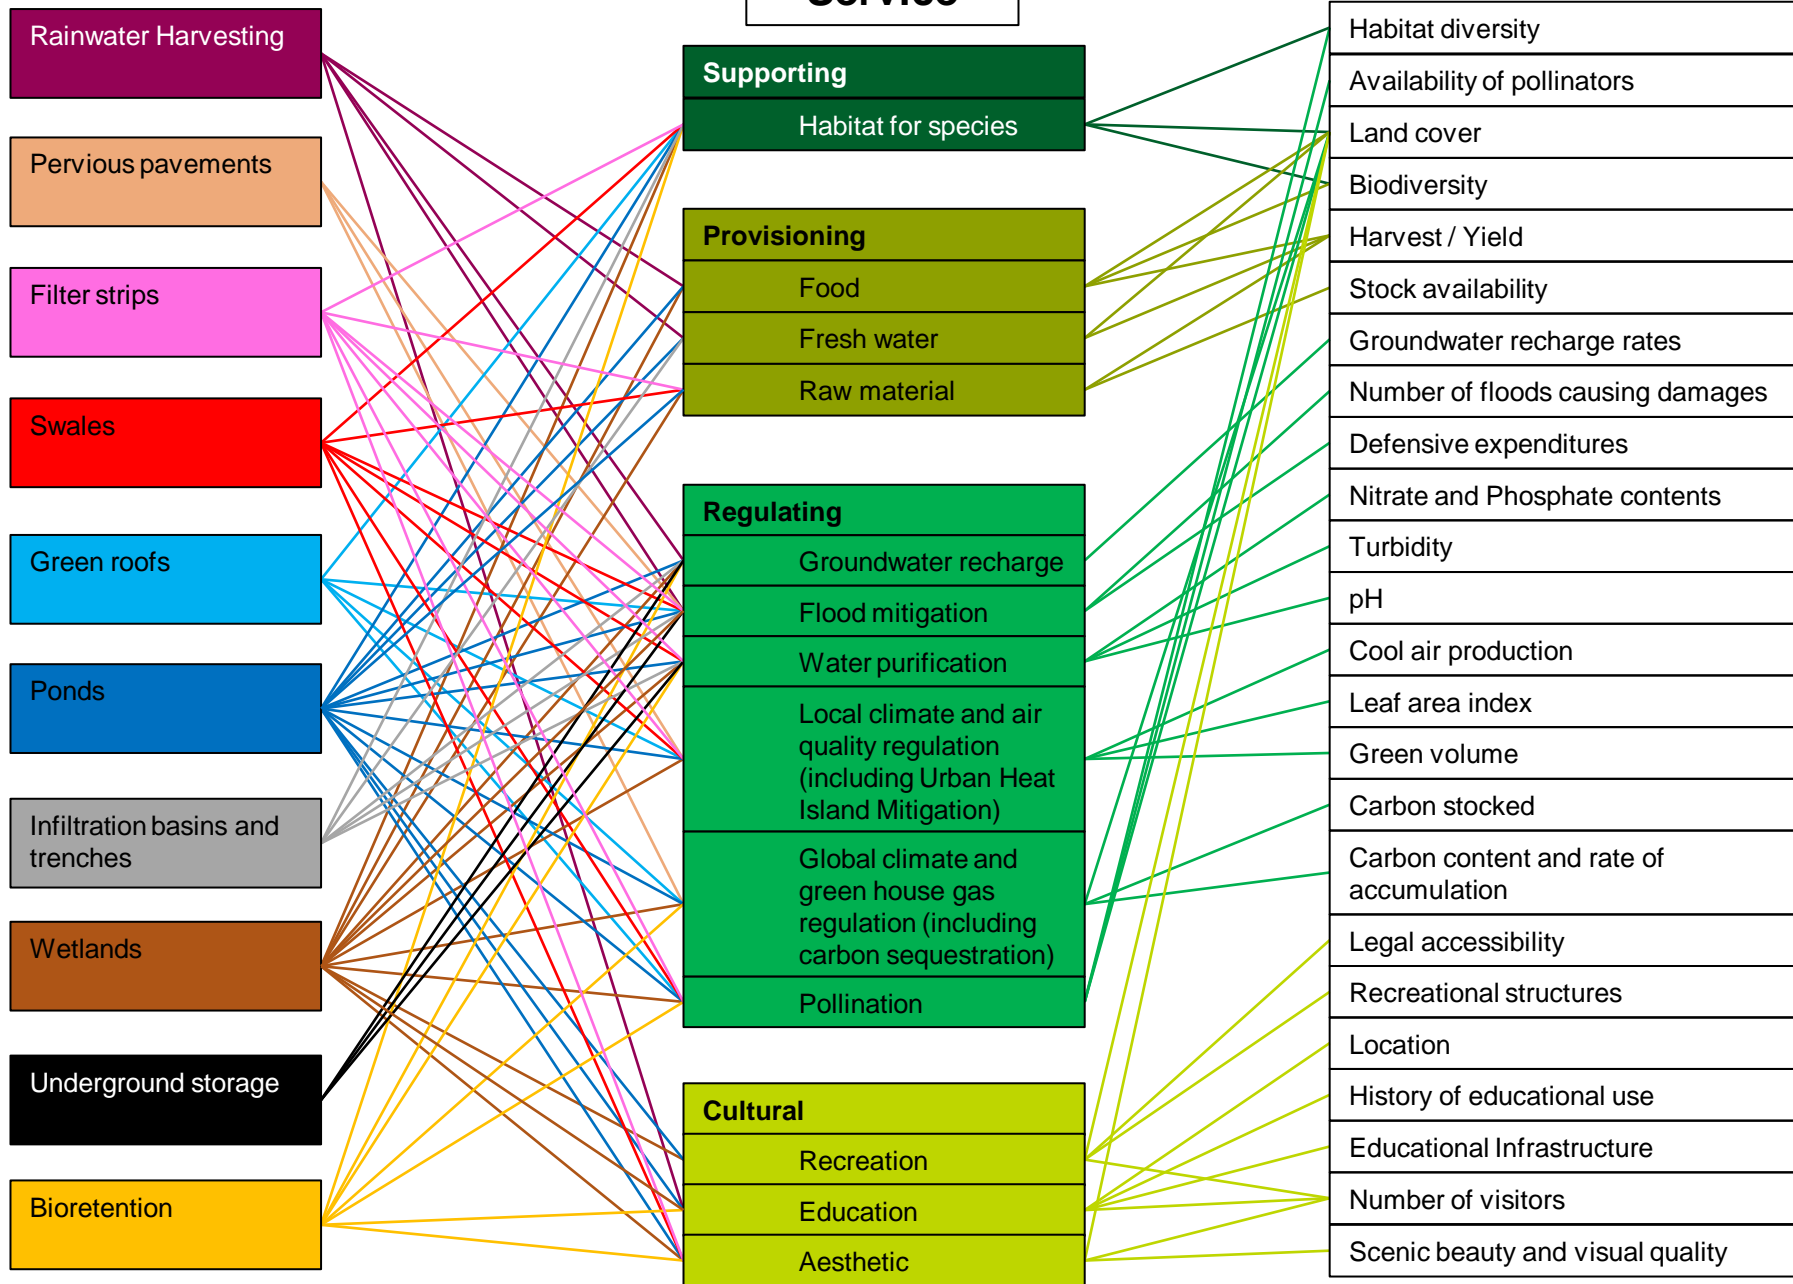 Service
Rainwater Harvesting
Pervious pavements
Filter strips
Swales
Green roofs
Ponds
Infiltration basins and
trenches
Wetlands
Underground storage
Bioretention
Supporting
Habitat for species
Provisioning
Food
Fresh water
Raw material
Regulating
Groundwater recharge
Flood mitigation
Water purification
Local climate and air
quality regulation
(including Urban Heat
Island Mitigation)
Global climate and
green house gas
regulation (including
carbon sequestration)
Pollination
Cultural
Recreation
Education
Aesthetic
Habitat diversity
Availability of pollinators
Land cover
Biodiversity
Harvest / Yield
Stock availability
Groundwater recharge rates
Number of floods causing damages
Defensive expenditures
Nitrate and Phosphate contents
Turbidity
pH
Cool air production
Leaf area index
Green volume
Carbon stocked
Carbon content and rate of
accumulation
Legal accessibility
Recreational structures
Location
History of educational use
Educational Infrastructure
Number of visitors
Scenic beauty and visual quality